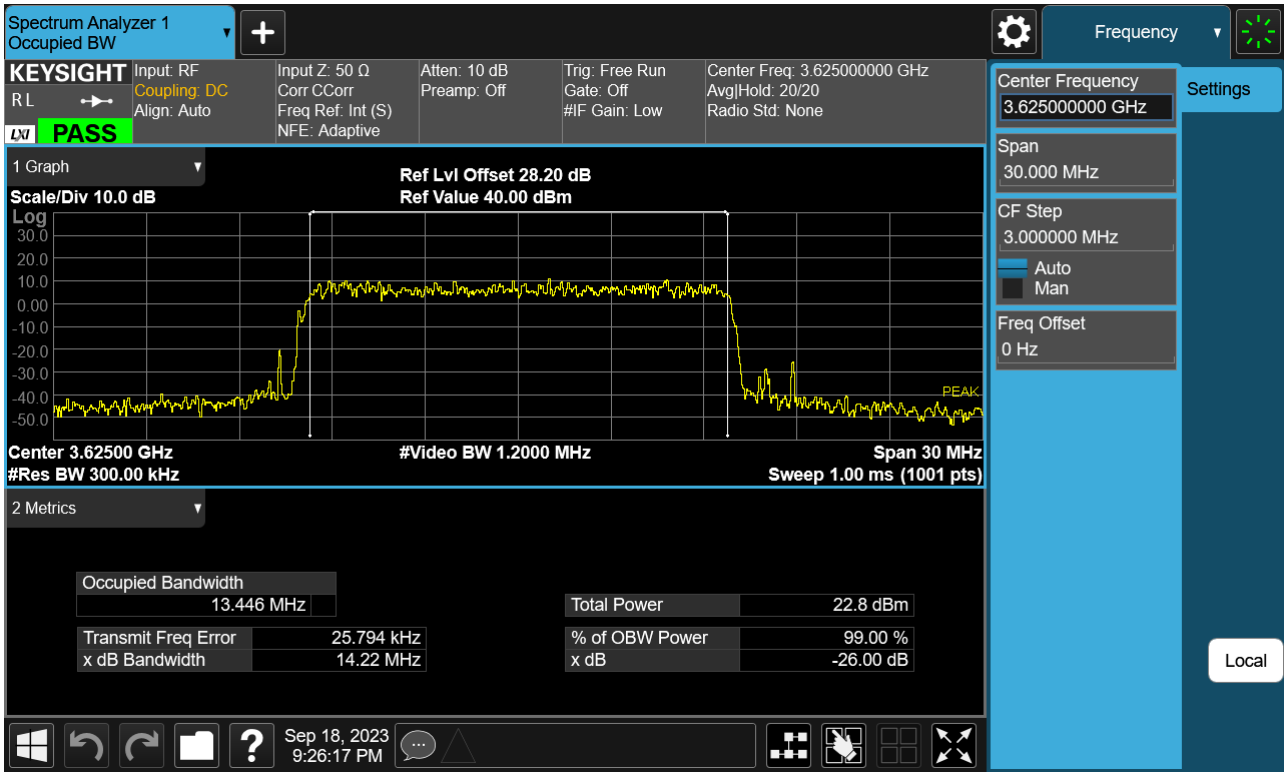 Spectrum Analyzer 1
Occupied BW
Frequency
KEYSIGHT
R L
LXI PASS
Input: RF
Coupling: DC
Align: Auto
Input Z: 50 Ω
Corr CCorr
Freq Ref: Int (S)
NFE: Adaptive
Atten: 10 dB
Preamp: Off
Trig: Free Run
Gate: Off
#IF Gain: Low
Center Freq: 3.625000000 GHz
Avg|Hold: 20/20
Radio Std: None
Center Frequency
3.625000000 GHz
Settings
Span
30.000 MHz
CF Step
3.000000 MHz
Auto
Man
Freq Offset
0 Hz
1 Graph
Scale/Div 10.0 dB
Ref Lvl Offset 28.20 dB
Ref Value 40.00 dBm
Log
30.0
20.0
10.0
0.00
-10.0
-20.0
-30.0
-40.0
-50.0
PEAK
Center 3.62500 GHz
#Video BW 1.2000 MHz
Span 30 MHz
#Res BW 300.00 kHz
Sweep 1.00 ms (1001 pts)
2 Metrics
Occupied Bandwidth
13.446 MHz
Total Power 22.8 dBm
Transmit Freq Error 25.794 kHz
% of OBW Power 99.00 %
x dB Bandwidth 14.22 MHz
x dB -26.00 dB
Local
?
Sep 18, 2023
9:26:17 PM